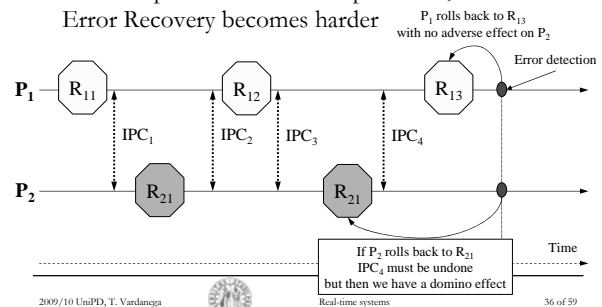 Error Recovery becomes harder
P1 rolls back to R13
with no adverse effect on P2
Error detection
P1
R11
R12
R13
IPC1
IPC2
IPC3
IPC4
P2
R21
R21
If P2 rolls back to R21
IPC4 must be undone
but then we have a domino effect
Time
2009/10 UniPD, T. Vardanega
Real-time systems
36 of 59